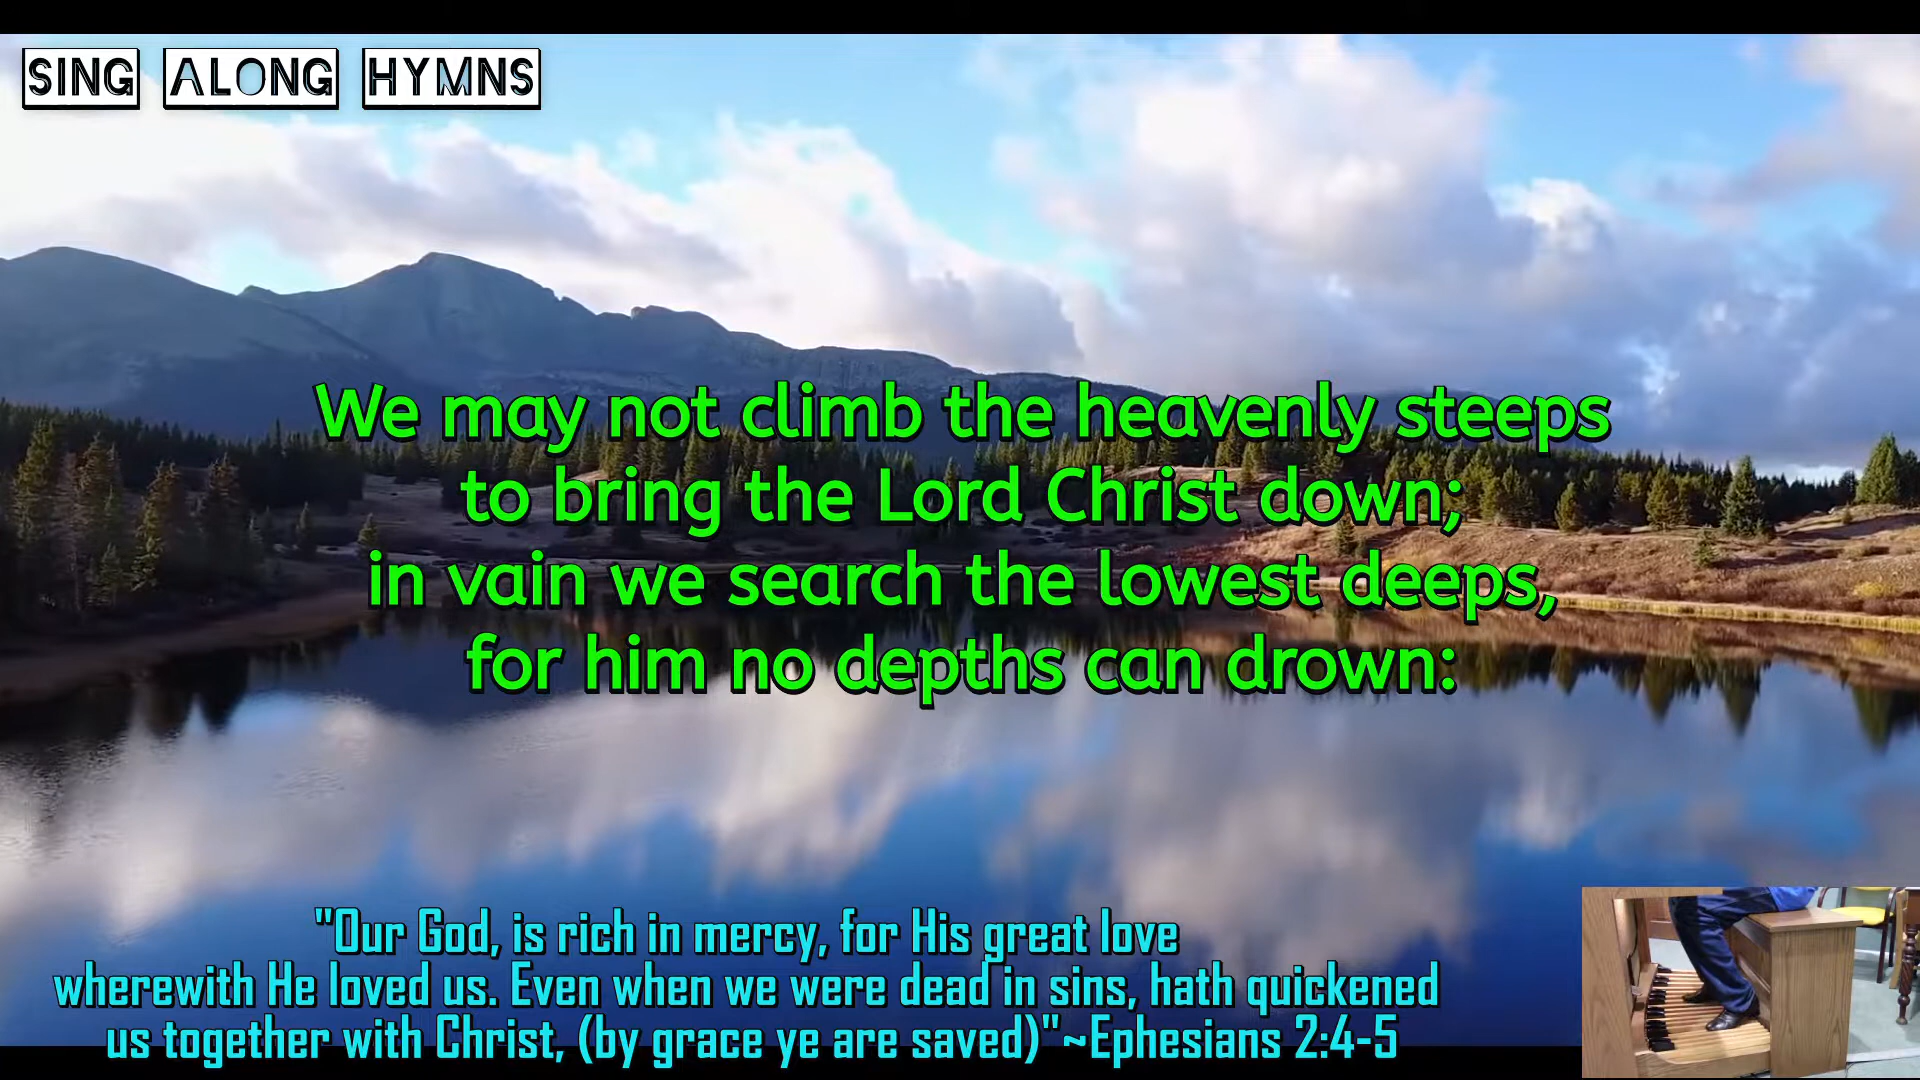 SING ALONG HYMNS
We may not climb the heavenly steeps
to bring the Lord Christ down;
in vain we search the lowest deeps,
for him no depths can drown:
"Our God, is rich in mercy, for His great love
wherewith He loved us. Even when we were dead in sins, hath quickened
us together with Christ, (by grace ye are saved)"~Ephesians 2:4-5